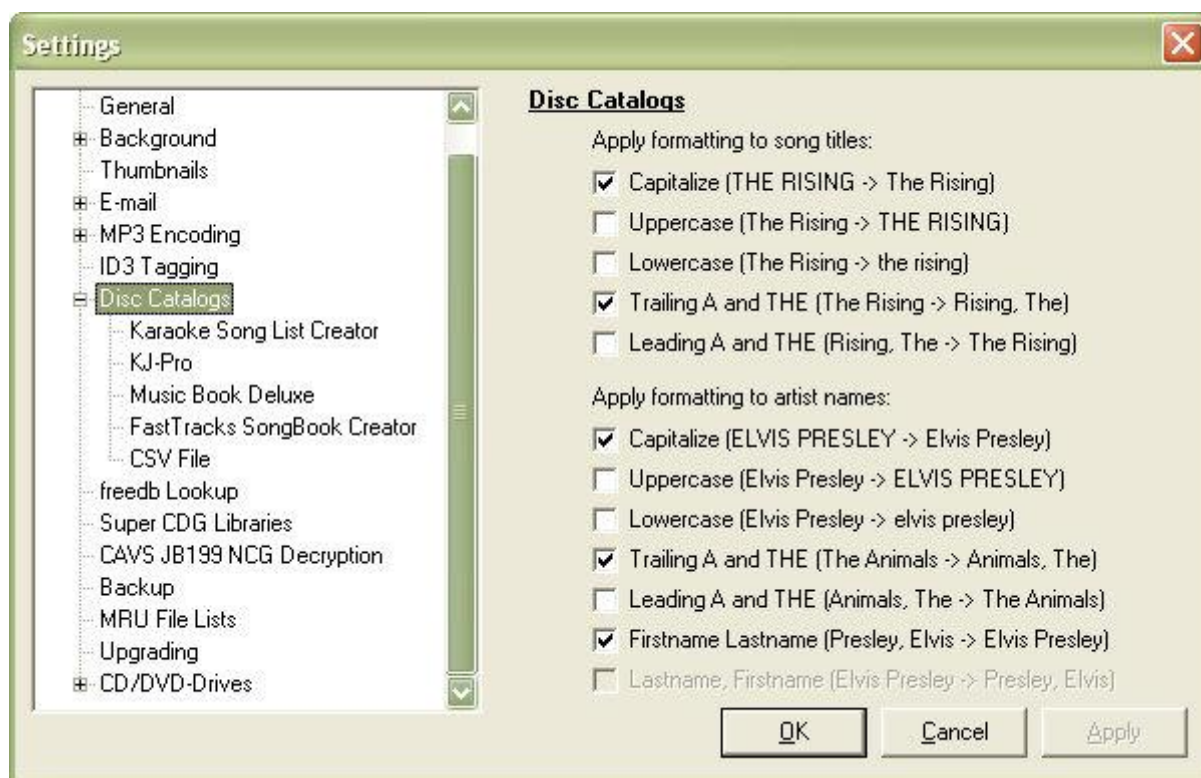 Settings
General
Background
Thumbnails
E-mail
MP3 Encoding
ID3 Tagging
Disc Catalogs
Karaoke Song List Creator
KJ-Pro
Music Book Deluxe
FastTracks SongBook Creator
CSV File
freedb Lookup
Super CDG Libraries
CAVS JB199 NCG Decryption
Backup
MRU File Lists
Upgrading
CD/DVD-Drives
Disc Catalogs
Apply formatting to song titles:
Capitalize (THE RISING -> The Rising)
Uppercase (The Rising -> THE RISING)
Lowercase (The Rising -> the rising)
Trailing A and THE (The Rising -> Rising, The)
Leading A and THE (Rising, The -> The Rising)
Apply formatting to artist names:
Capitalize (ELVIS PRESLEY -> Elvis Presley)
Uppercase (Elvis Presley -> ELVIS PRESLEY)
Lowercase (Elvis Presley -> elvis presley)
Trailing A and THE (The Animals -> Animals, The)
Leading A and THE (Animals, The -> The Animals)
Firstname Lastname (Presley, Elvis -> Elvis Presley)
Lastname, Firstname (Elvis Presley -> Presley, Elvis)
OK Cancel Apply